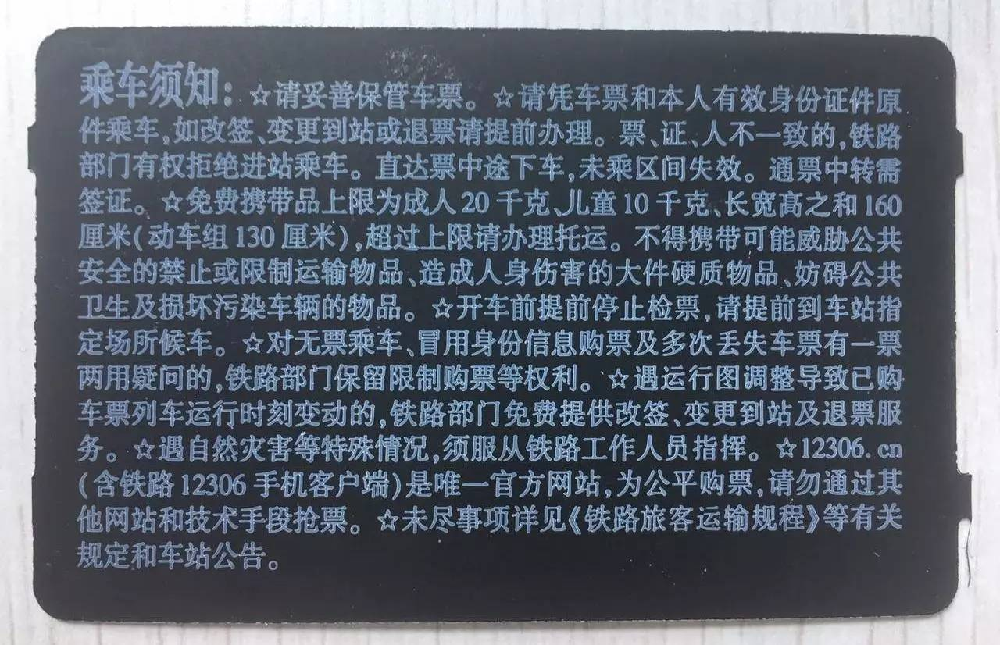 乘车须知：☆请妥善保管车票。☆请凭车票和本人有效身份证件原
件乘车,如改签、变更到站或退票请提前办理。票、证、人不一致的,铁路
部门有权拒绝进站乘车。直达票中途下车,未乘区间失效。通票中转需
签证。☆免费携带品上限为成人20千克、儿童10千克、长宽高之和160
厘米(动车组130厘米),超过上限请办理托运。不得携带可能威胁公共
安全的禁止或限制运输物品、造成人身伤害的大件硬质物品、妨碍公共
卫生及损坏污染车辆的物品。☆开车前提前停止检票,请提前到车站指
定场所候车。☆对无票乘车、冒用身份信息购票及多次丢失车票有一票
两用疑问的,铁路部门保留限制购票等权利。☆遇运行图调整导致已购
车票列车运行时刻变动的,铁路部门免费提供改签、变更到站及退票服
务。☆遇自然灾害等特殊情况,须服从铁路工作人员指挥。☆12306.cn
(含铁路12306手机客户端)是唯一官方网站,为公平购票,请勿通过其
他网站和技术手段抢票。☆未尽事项详见《铁路旅客运输规程》等有关
规定和车站公告。